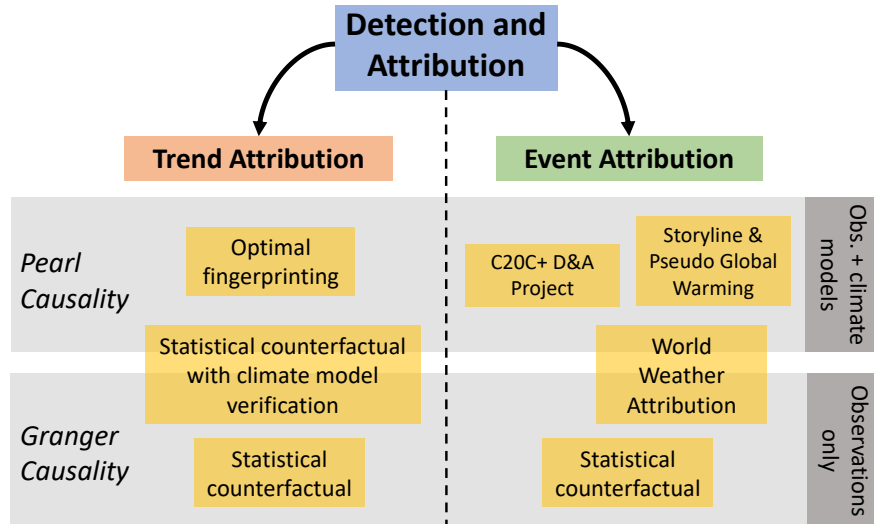 Detection and
Attribution
Trend Attribution
Event Attribution
Pearl
Causality
Optimal
fingerprinting
C20C+ D&A
Project
Storyline &
Pseudo Global
Warming
Obs. + climate
models
Statistical counterfactual
with climate model
verification
World
Weather
Attribution
Granger
Causality
Statistical
counterfactual
Statistical
counterfactual
Observations
only